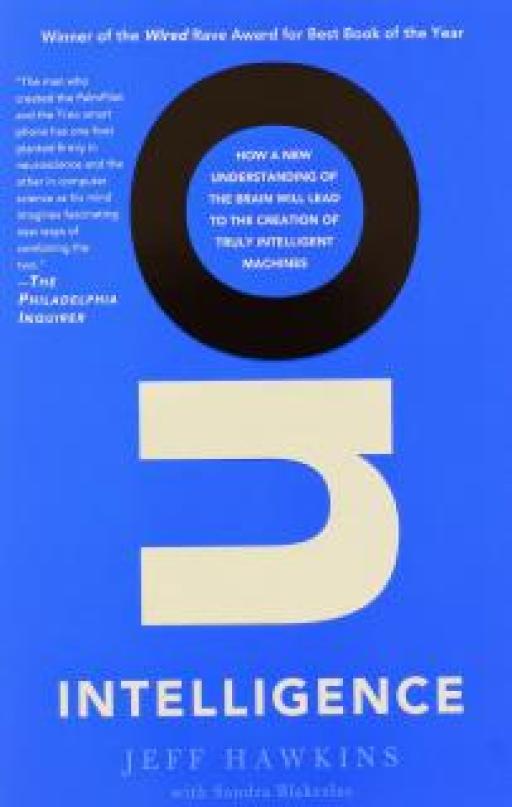 Winner of the Wired Rave Award for Best Book of the Year
"The man who
created the PalmPilot
and the Treo smart
phone has one foot
planted firmly in
neuroscience and the
other in computer
science as his mind
imagines fascinating
new ways of
combining the
two."
—THE
PHILADELPHIA
INQUIRER
HOW A NEW
UNDERSTANDING OF
THE BRAIN WILL LEAD
TO THE CREATION OF
TRULY INTELLIGENT
MACHINES
On
INTELLIGENCE
JEFF HAWKINS
with Sandra Blakeslee